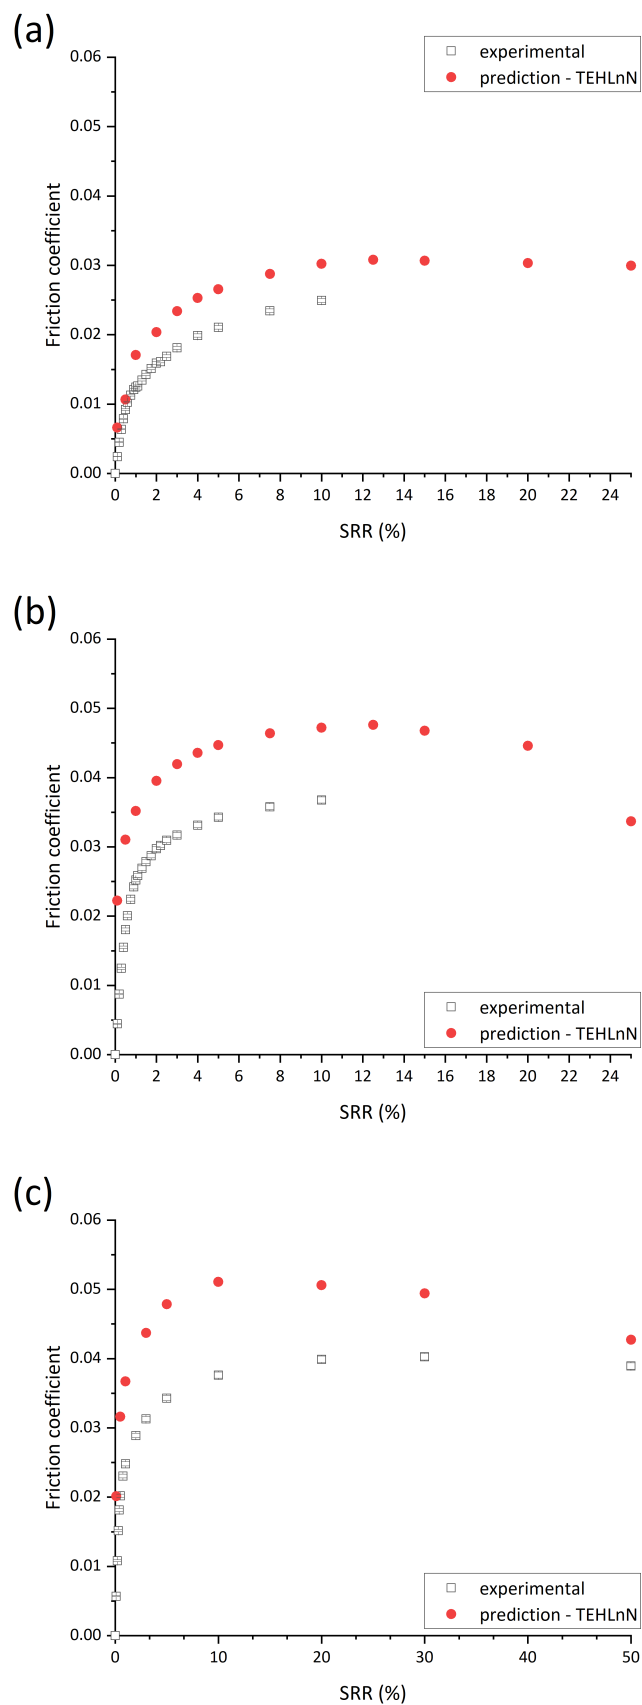 (a)
0.06
0.05
0.04
0.03
0.02
0.01
0.00
Friction coefficient
experimental
prediction - TEHLnN
0 2 4 6 8 10 12 14 16 18 20 22 24
SRR (%)
(b)
0.06
0.05
0.04
0.03
0.02
0.01
0.00
Friction coefficient
experimental
prediction - TEHLnN
0 2 4 6 8 10 12 14 16 18 20 22 24
SRR (%)
(c)
0.06
0.05
0.04
0.03
0.02
0.01
0.00
Friction coefficient
experimental
prediction - TEHLnN
0 10 20 30 40 50
SRR (%)